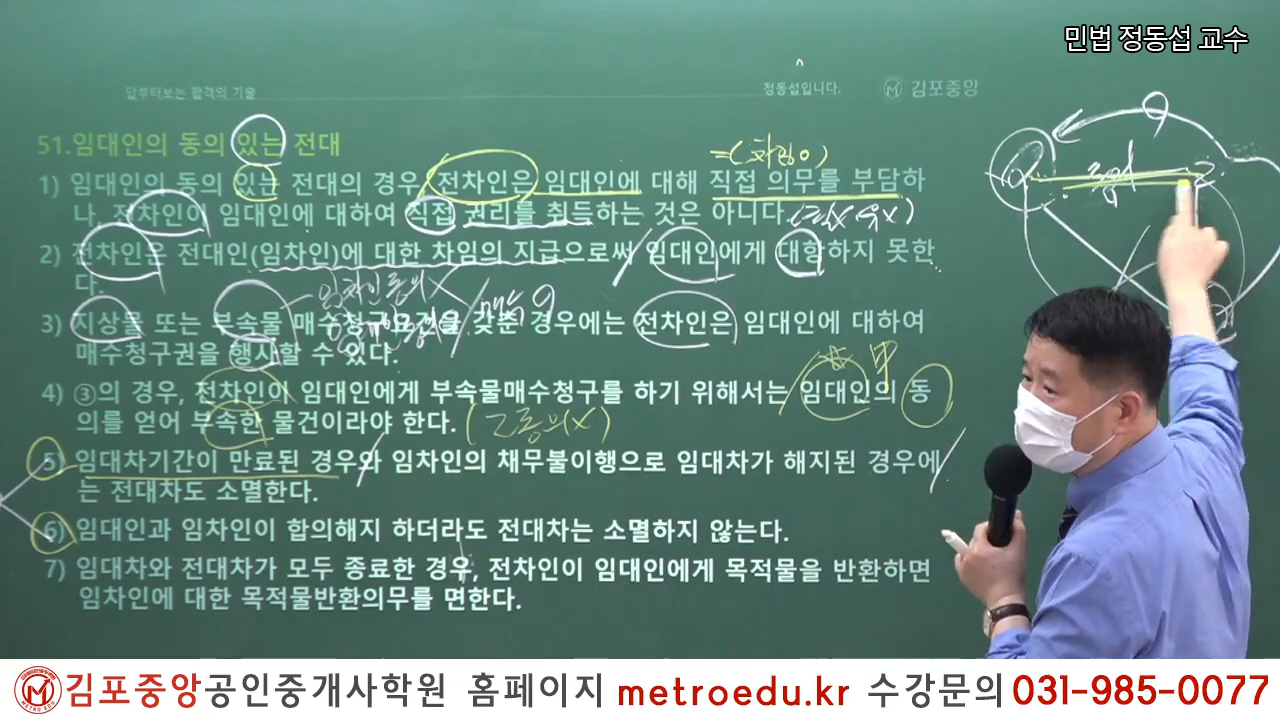 민법 정동섭 교수
답부터보는 합격의 기술
정동섭입니다.
김포중앙
51.임대인의 동의 있는 전대
=(차임 O)
1) 임대인의 동의 있는 전대의 경우, 전차인은 임대인에 대해 직접 의무를 부담하
나, 전차인이 임대인에 대하여 직접 권리를 취득하는 것은 아니다.
2) 전차인은 전대인(임차인)에 대한 차임의 지급으로써 임대인에게 대항하지 못한
다.
임차인 동의X
매수
3) 지상물 또는 부속물 매수청구요건을 갖춘 경우에는 전차인은 임대인에 대하여
매수청구권을 행사할 수 있다.
甲
4) ③의 경우, 전차인이 임대인에게 부속물매수청구를 하기 위해서는 임대인의 동
의를 얻어 부속한 물건이라야 한다.
(乙동의X)
5) 임대차기간이 만료된 경우와 임차인의 채무불이행으로 임대차가 해지된 경우에
는 전대차도 소멸한다.
6) 임대인과 임차인이 합의해지 하더라도 전대차는 소멸하지 않는다.
7) 임대차와 전대차가 모두 종료한 경우, 전차인이 임대인에게 목적물을 반환하면
임차인에 대한 목적물반환의무를 면한다.
METRO EDU
김포중앙공인중개사학원 홈페이지 metroedu.kr 수강문의 031-985-0077